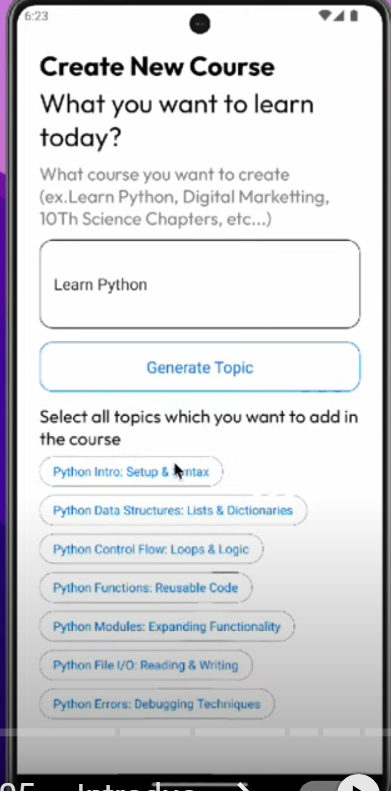 6:23
Create New Course
What you want to learn
today?
What course you want to create
(ex.Learn Python, Digital Marketting,
10Th Science Chapters, etc...)
Learn Python
Generate Topic
Select all topics which you want to add in
the course
Python Intro: Setup & Syntax
Python Data Structures: Lists & Dictionaries
Python Control Flow: Loops & Logic
Python Functions: Reusable Code
Python Modules: Expanding Functionality
Python File I/O: Reading & Writing
Python Errors: Debugging Techniques